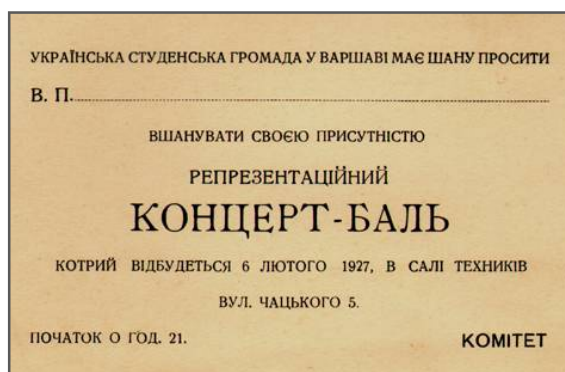 УКРАЇНСЬКА СТУДЕНСЬКА ГРОМАДА У ВАРШАВІ МАЄ ШАНУ ПРОСИТИ
В. П.
ВШАНУВАТИ СВОЄЮ ПРИСУТНІСТЮ
РЕПРЕЗЕНТАЦІЙНИЙ
КОНЦЕРТ-БАЛЬ
КОТРИЙ ВІДБУДЕТЬСЯ 6 ЛЮТОГО 1927, В САЛІ ТЕХНИКІВ
ВУЛ. ЧАЦЬКОГО 5.
ПОЧАТОК О ГОД. 21. КОМІТЕТ